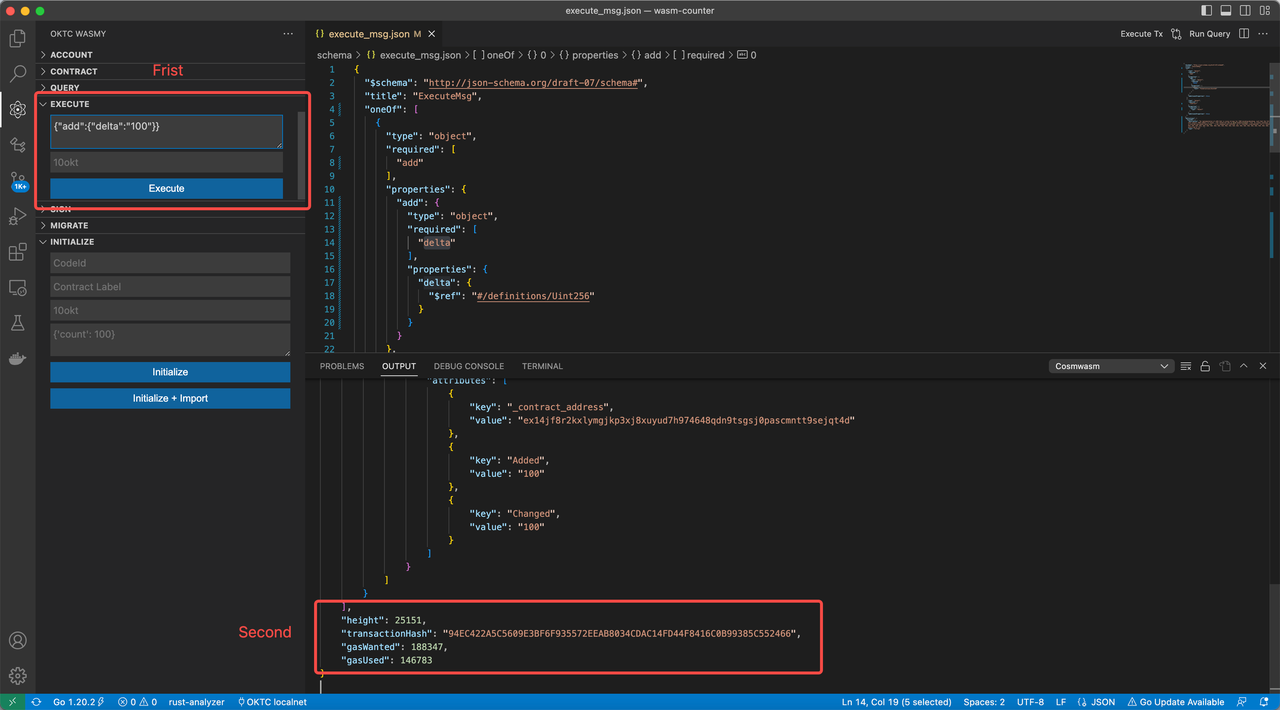 execute_msg.json — wasm-counter
OKTC WASMY
ACCOUNT
CONTRACT
Frist
QUERY
EXECUTE
{"add":{"delta":"100"}}
10okt
Execute
SIGN
MIGRATE
INITIALIZE
CodeId
Contract Label
10okt
{'count': 100}
Initialize
Initialize + Import
1K+
{} execute_msg.json M
Execute Tx Run Query
schema > {} execute_msg.json > [ ] oneOf > {} 0 > {} properties > {} add > [ ] required > 0
1 {
2 "$schema": "http://json-schema.org/draft-07/schema#",
3 "title": "ExecuteMsg",
4 "oneOf": [
5 {
6 "type": "object",
7 "required": [
8 "add"
9 ],
10 "properties": {
11 "add": {
12 "type": "object",
13 "required": [
14 "delta"
15 ],
16 "properties": {
17 "delta": {
18 "$ref": "#/definitions/Uint256"
19 }
20 }
21 }
22 },
PROBLEMS OUTPUT DEBUG CONSOLE TERMINAL
Cosmwasm
"attributes": [
{
"key": "_contract_address",
"value": "ex14jf8r2kxlymgjkp3xj8xuyud7h974648qdn9tsgsj0pascmntt9sejqt4d"
},
{
"key": "Added",
"value": "100"
},
{
"key": "Changed",
"value": "100"
}
]
}
]
}
],
"height": 25151,
"transactionHash": "94EC422A5C5609E3BF6F935572EEAB8034CDAC14FD44F8416C0B99385C552466",
"gasWanted": 188347,
"gasUsed": 146783
}
Second
Go 1.20.2 0 0 rust-analyzer OKTC localnet
Ln 14, Col 19 (5 selected) Spaces: 2 UTF-8 LF {} JSON Go Update Available